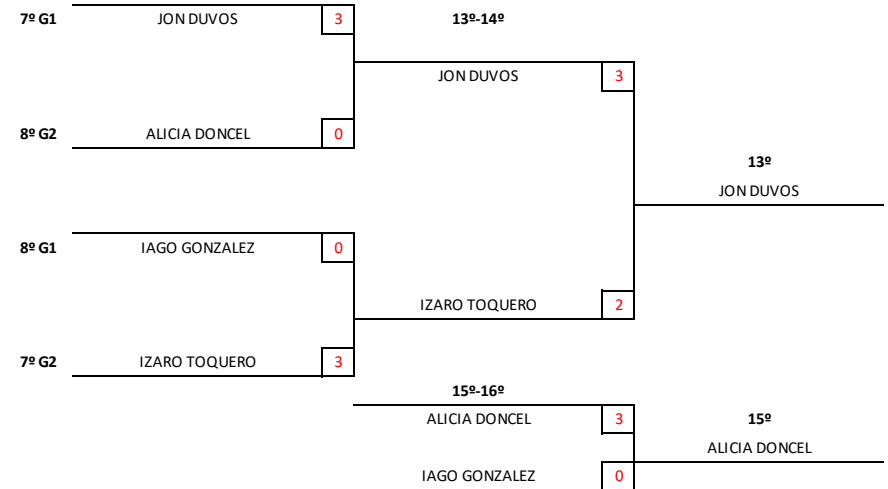 7º G1 JON DUVOS 3 13º-14º
JON DUVOS 3
8º G2 ALICIA DONCEL 0
13º
JON DUVOS
8º G1 IAGO GONZALEZ 0
IZARO TOQUERO 2
7º G2 IZARO TOQUERO 3
15º-16º
ALICIA DONCEL 3 15º
ALICIA DONCEL
IAGO GONZALEZ 0